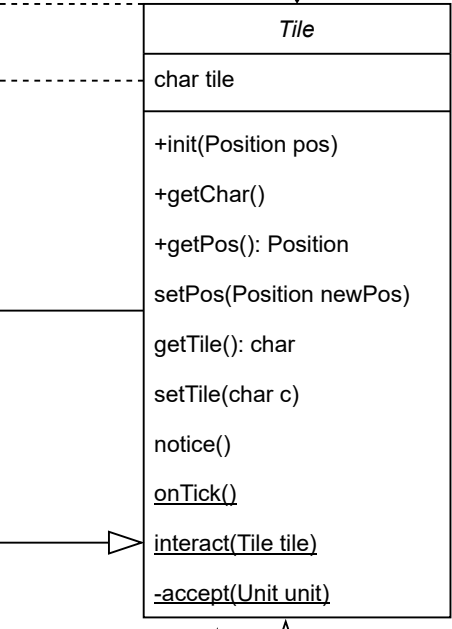 Tile
char tile
+init(Position pos)
+getChar()
+getPos(): Position
setPos(Position newPos)
getTile(): char
setTile(char c)
notice()
onTick()
interact(Tile tile)
-accept(Unit unit)